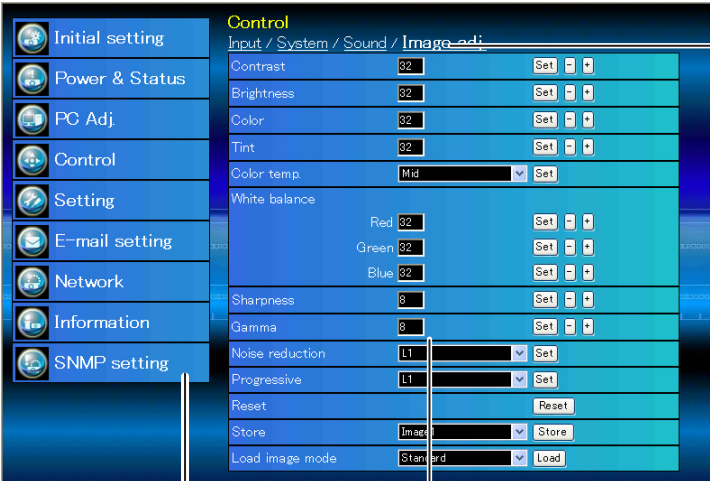 Initial setting
Power & Status
PC Adj.
Control
Setting
E-mail setting
Network
Information
SNMP setting
Control
Input / System / Sound / Image adj.
Contrast 32 Set - +
Brightness 32 Set - +
Color 32 Set - +
Tint 32 Set - +
Color temp. Mid Set
White balance
Red 32 Set - +
Green 32 Set - +
Blue 32 Set - +
Sharpness 8 Set - +
Gamma 8 Set - +
Noise reduction L1 Set
Progressive L1 Set
Reset Reset
Store Image1 Store
Load image mode Standard Load